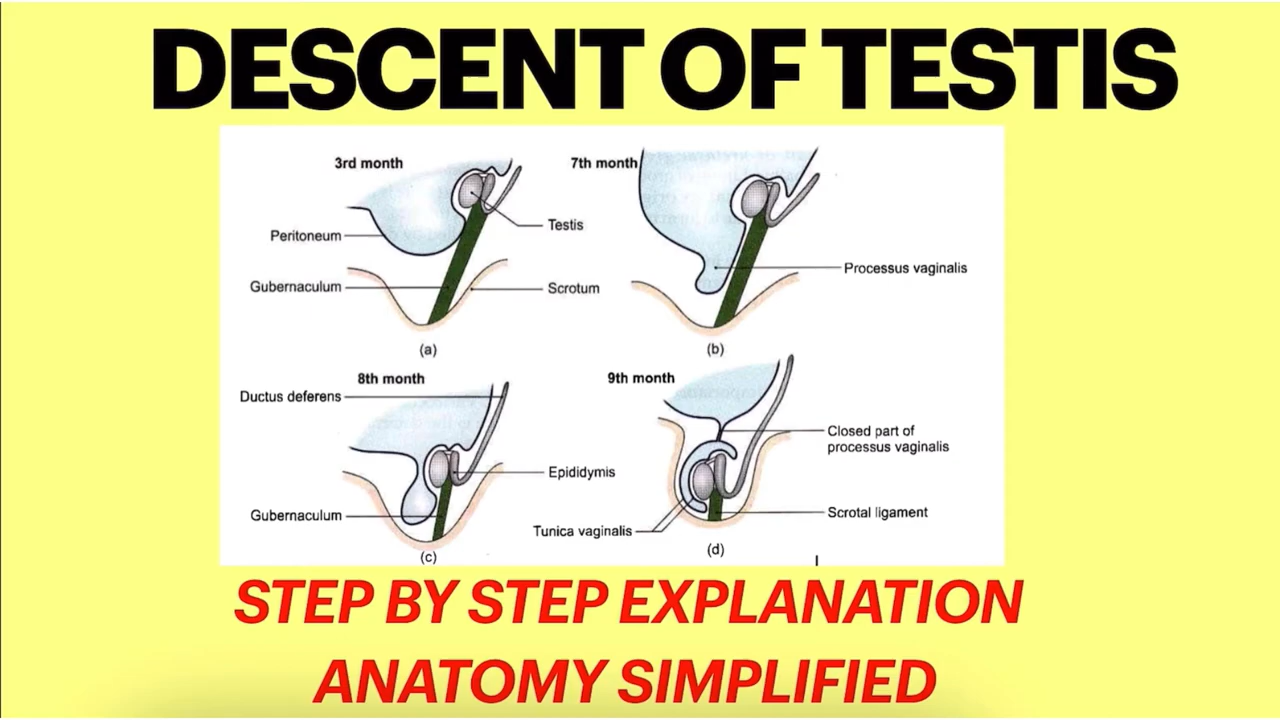 DESCENT OF TESTIS
3rd month
7th month
Testis
Peritoneum
Processus vaginalis
Gubernaculum
Scrotum
(a)
(b)
8th month
9th month
Ductus deferens
Closed part of
processus vaginalis
Epididymis
Gubernaculum
Scrotal ligament
Tunica vaginalis
(c)
(d)
STEP BY STEP EXPLANATION
ANATOMY SIMPLIFIED